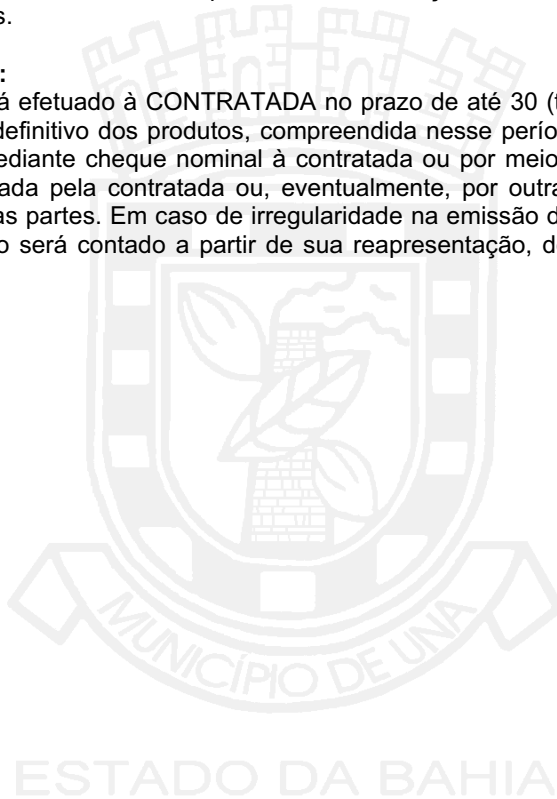 s.
:
á efetuado à CONTRATADA no prazo de até 30 (t
definitivo dos produtos, compreendida nesse perío
ediante cheque nominal à contratada ou por meio
ada pela contratada ou, eventualmente, por outra
as partes. Em caso de irregularidade na emissão d
o será contado a partir de sua reapresentação, d
MUNICÍPIO DE UNA
ESTADO DA BAHIA